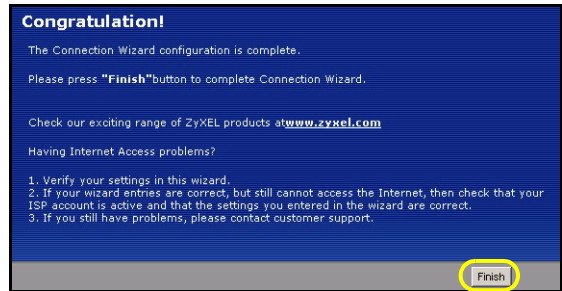 Congratulation!
The Connection Wizard configuration is complete.
Please press "Finish"button to complete Connection Wizard.
Check our exciting range of ZyXEL products atwww.zyxel.com
Having Internet Access problems?
1. Verify your settings in this wizard.
2. If your wizard entries are correct, but still cannot access the Internet, then check that your
ISP account is active and that the settings you entered in the wizard are correct.
3. If you still have problems, please contact customer support.
Finish